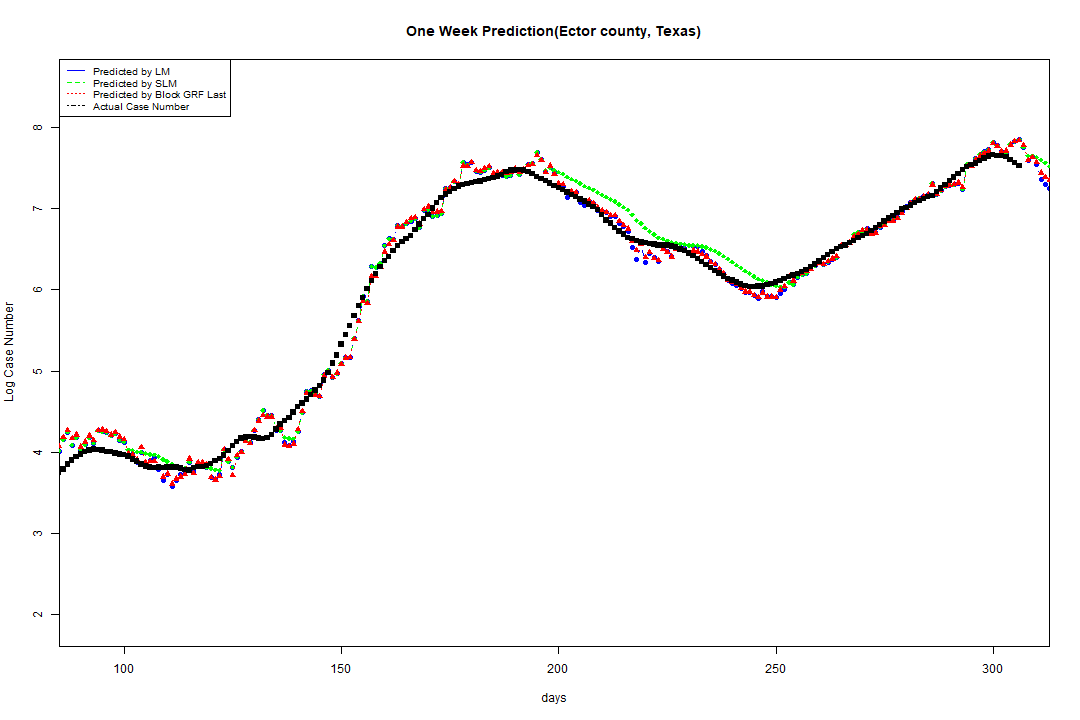 One Week Prediction(Ector county, Texas)
Predicted by LM
Predicted by SLM
Predicted by Block GRF Last
Actual Case Number
8
7
6
5
4
3
2
Log Case Number
100 150 200 250 300
days